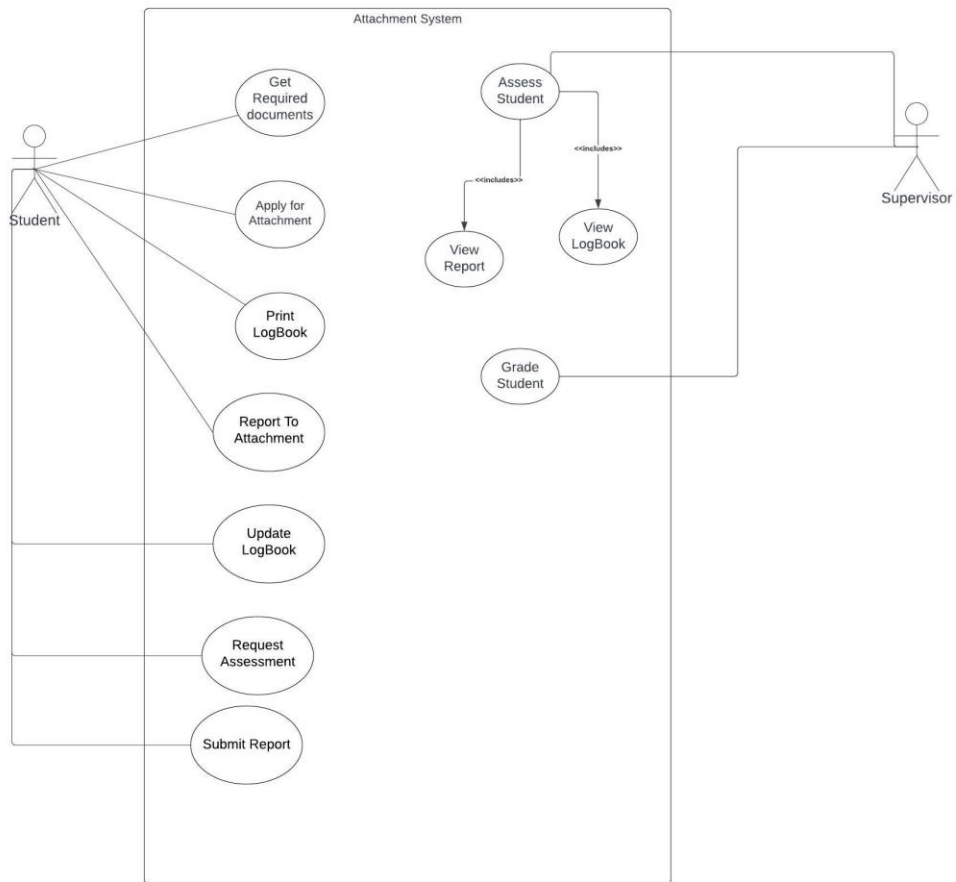 Attachment System
Get
Required
documents
Assess
Student
<<includes>>
<<includes>>
Student
Supervisor
Apply for
Attachment
View
Report
View
LogBook
Print
LogBook
Grade
Student
Report To
Attachment
Update
LogBook
Request
Assessment
Submit Report